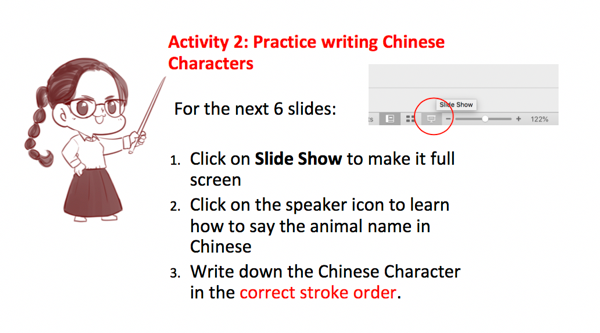 Activity 2: Practice writing Chinese
Characters
For the next 6 slides:
Slide Show
122%
1. Click on Slide Show to make it full
screen
2. Click on the speaker icon to learn
how to say the animal name in
Chinese
3. Write down the Chinese Character
in the correct stroke order.